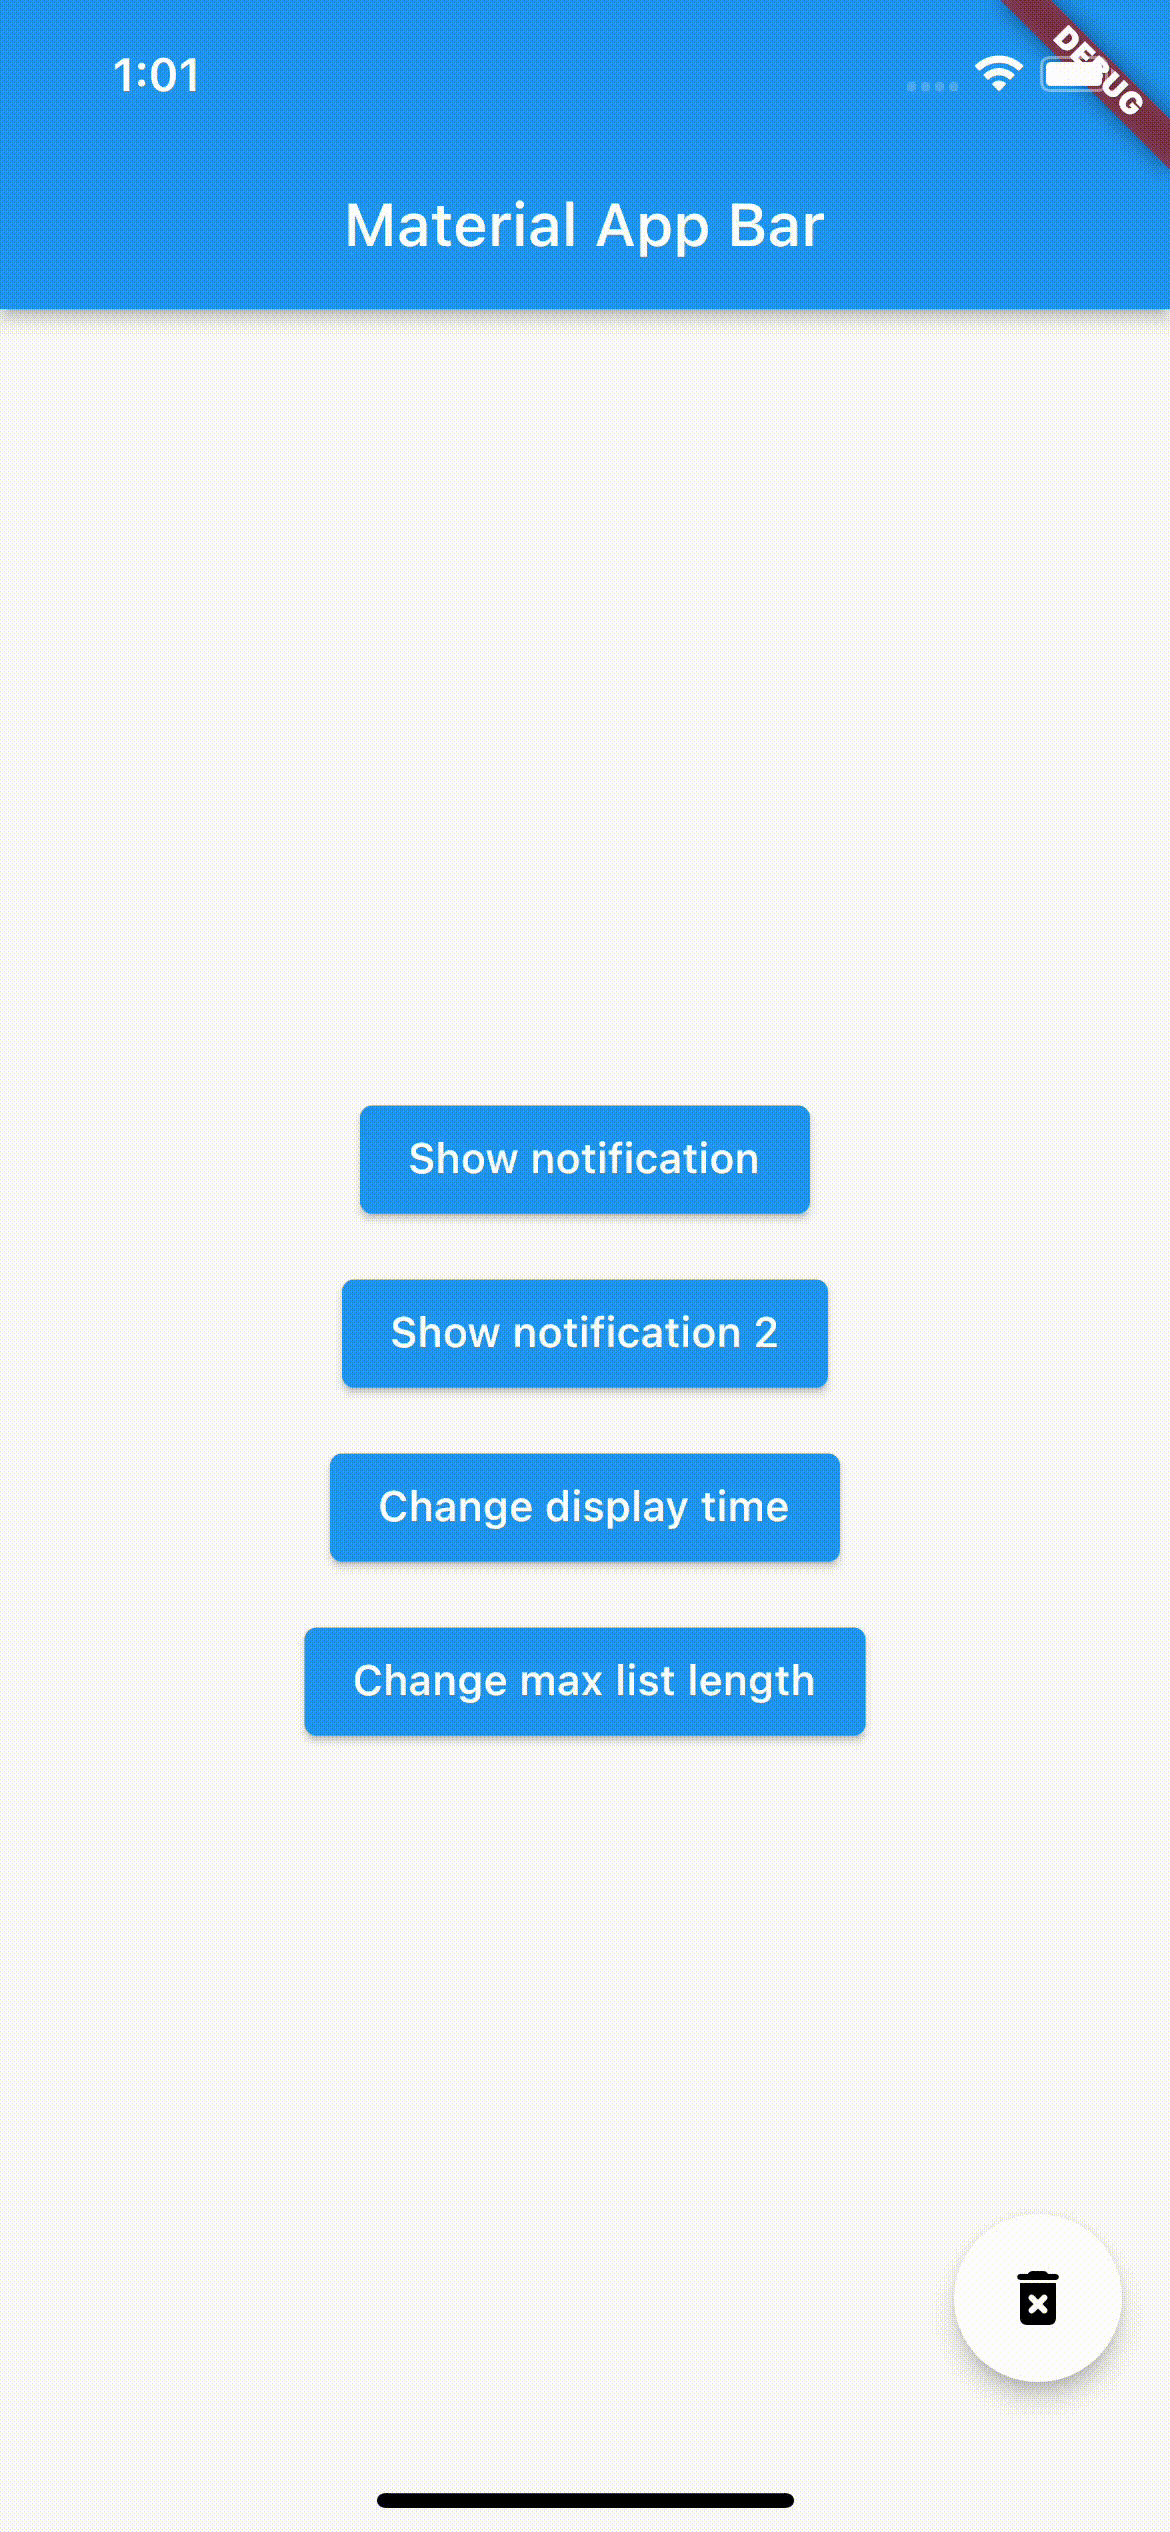 1:01
DEBUG
Material App Bar
Show notification
Show notification 2
Change display time
Change max list length